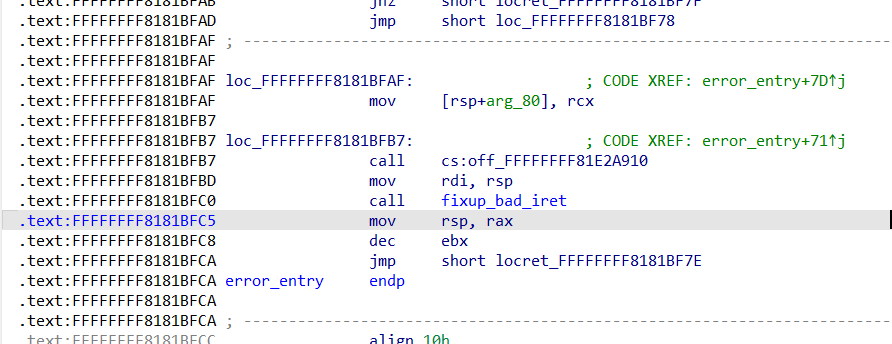 .text:FFFFFFFF8181BFAB jnz short locret_FFFFFFFF8181BF7F
.text:FFFFFFFF8181BFAD jmp short loc_FFFFFFFF8181BF78
.text:FFFFFFFF8181BFAF ; ---------------------------------------------------------------------------
.text:FFFFFFFF8181BFAF
.text:FFFFFFFF8181BFAF loc_FFFFFFFF8181BFAF: ; CODE XREF: error_entry+7D↑j
.text:FFFFFFFF8181BFAF mov [rsp+arg_80], rcx
.text:FFFFFFFF8181BFB7
.text:FFFFFFFF8181BFB7 loc_FFFFFFFF8181BFB7: ; CODE XREF: error_entry+71↑j
.text:FFFFFFFF8181BFB7 call cs:off_FFFFFFFF81E2A910
.text:FFFFFFFF8181BFBD mov rdi, rsp
.text:FFFFFFFF8181BFC0 call fixup_bad_iret
.text:FFFFFFFF8181BFC5 mov rsp, rax
.text:FFFFFFFF8181BFC8 dec ebx
.text:FFFFFFFF8181BFCA jmp short locret_FFFFFFFF8181BF7E
.text:FFFFFFFF8181BFCA error_entry endp
.text:FFFFFFFF8181BFCA
.text:FFFFFFFF8181BFCA ; ---------------------------------------------------------------------------
.text:FFFFFFFF8181BFCC align 10h